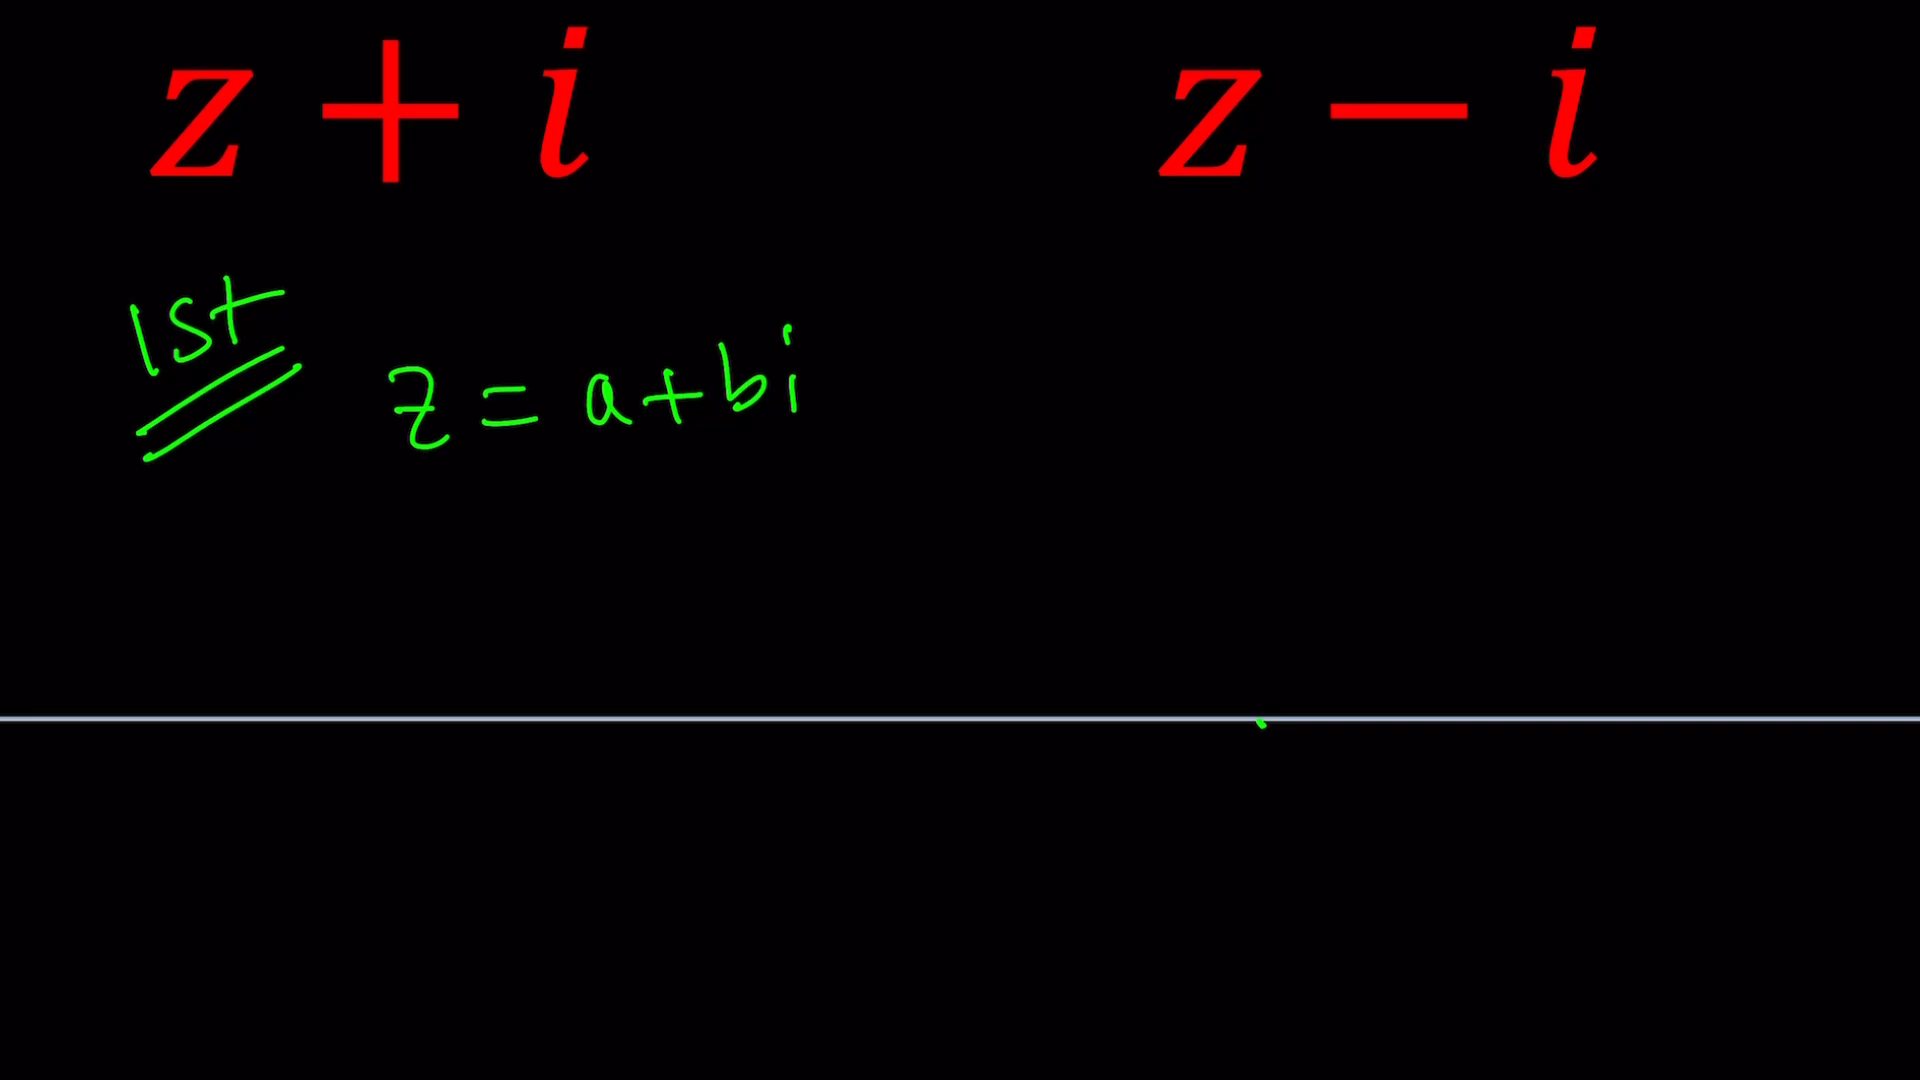 z + i z − i
1st
z = a + bi